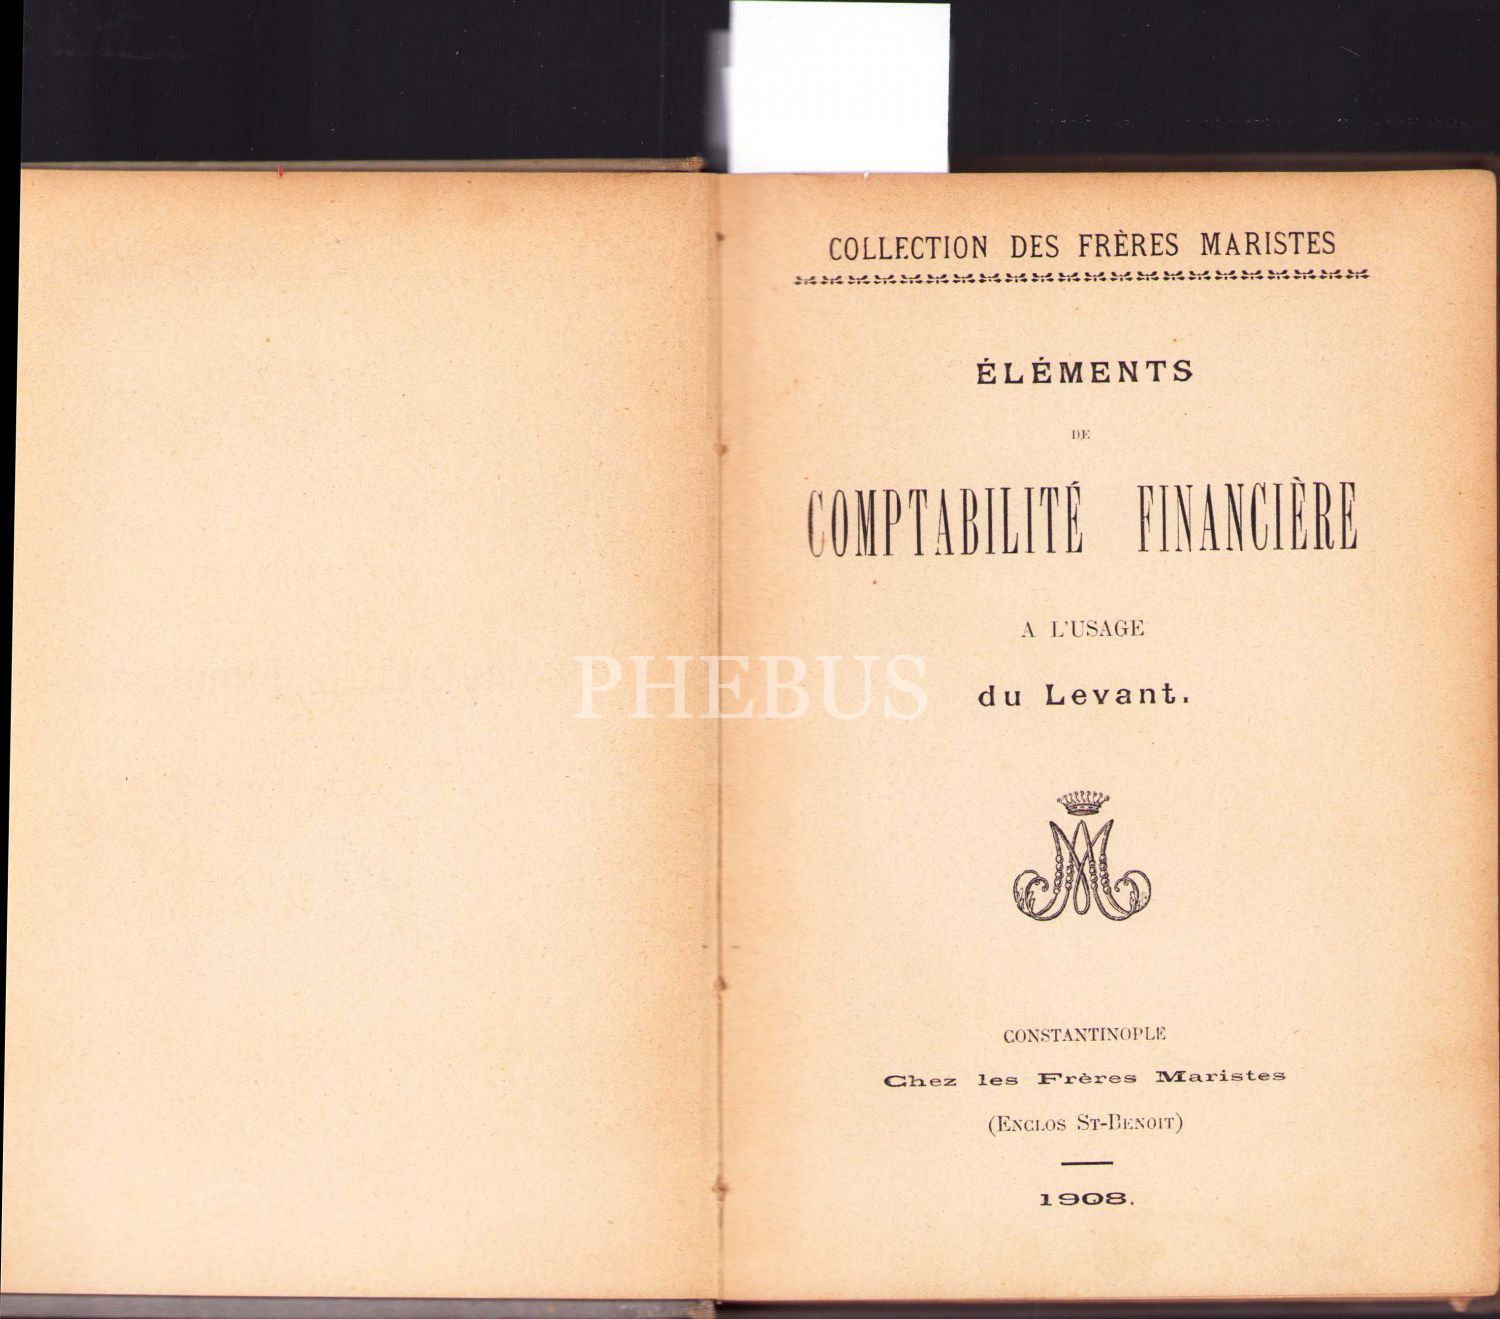 COLLECTION DES FRÈRES MARISTES
ÉLÉMENTS
DE
COMPTABILITÉ FINANCIÈRE
A L'USAGE
du Levant.
PHEBUS
CONSTANTINOPLE
Chez les Frères Maristes
(ENCLOS ST-BENOIT)
1908.